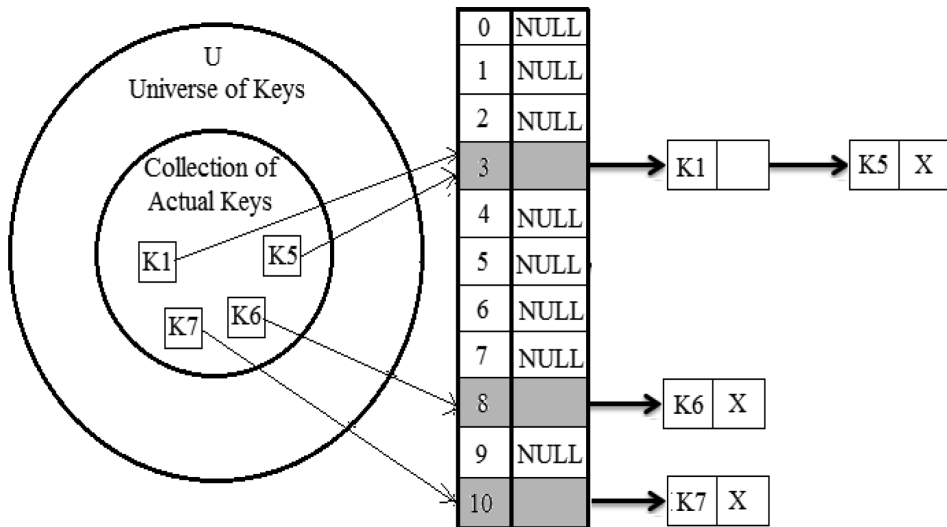 U
Universe of Keys
Collection of
Actual Keys
K1
K5
K7
K6
0 NULL
1 NULL
2 NULL
3
4 NULL
5 NULL
6 NULL
7 NULL
8
9 NULL
10
K1
K5 X
K6 X
K7 X